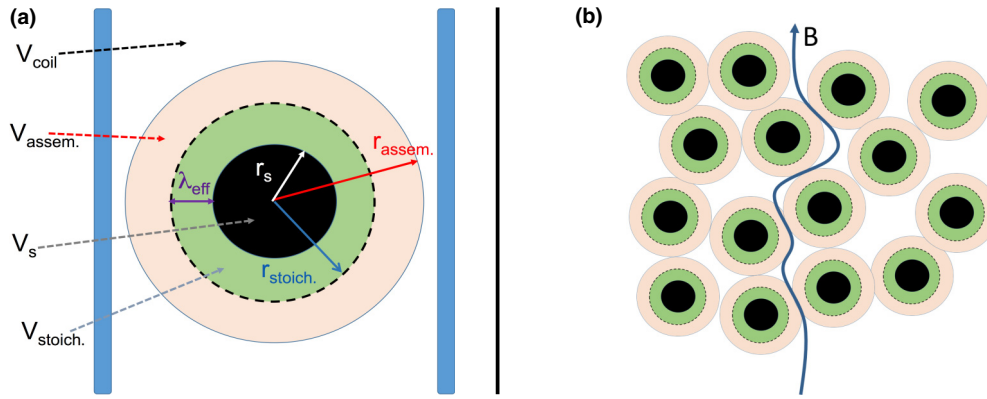 (a)
V_coil
V_assem.
V_s
V_stoich.
λ_eff
r_s
r_assem.
r_stoich.
(b)
B